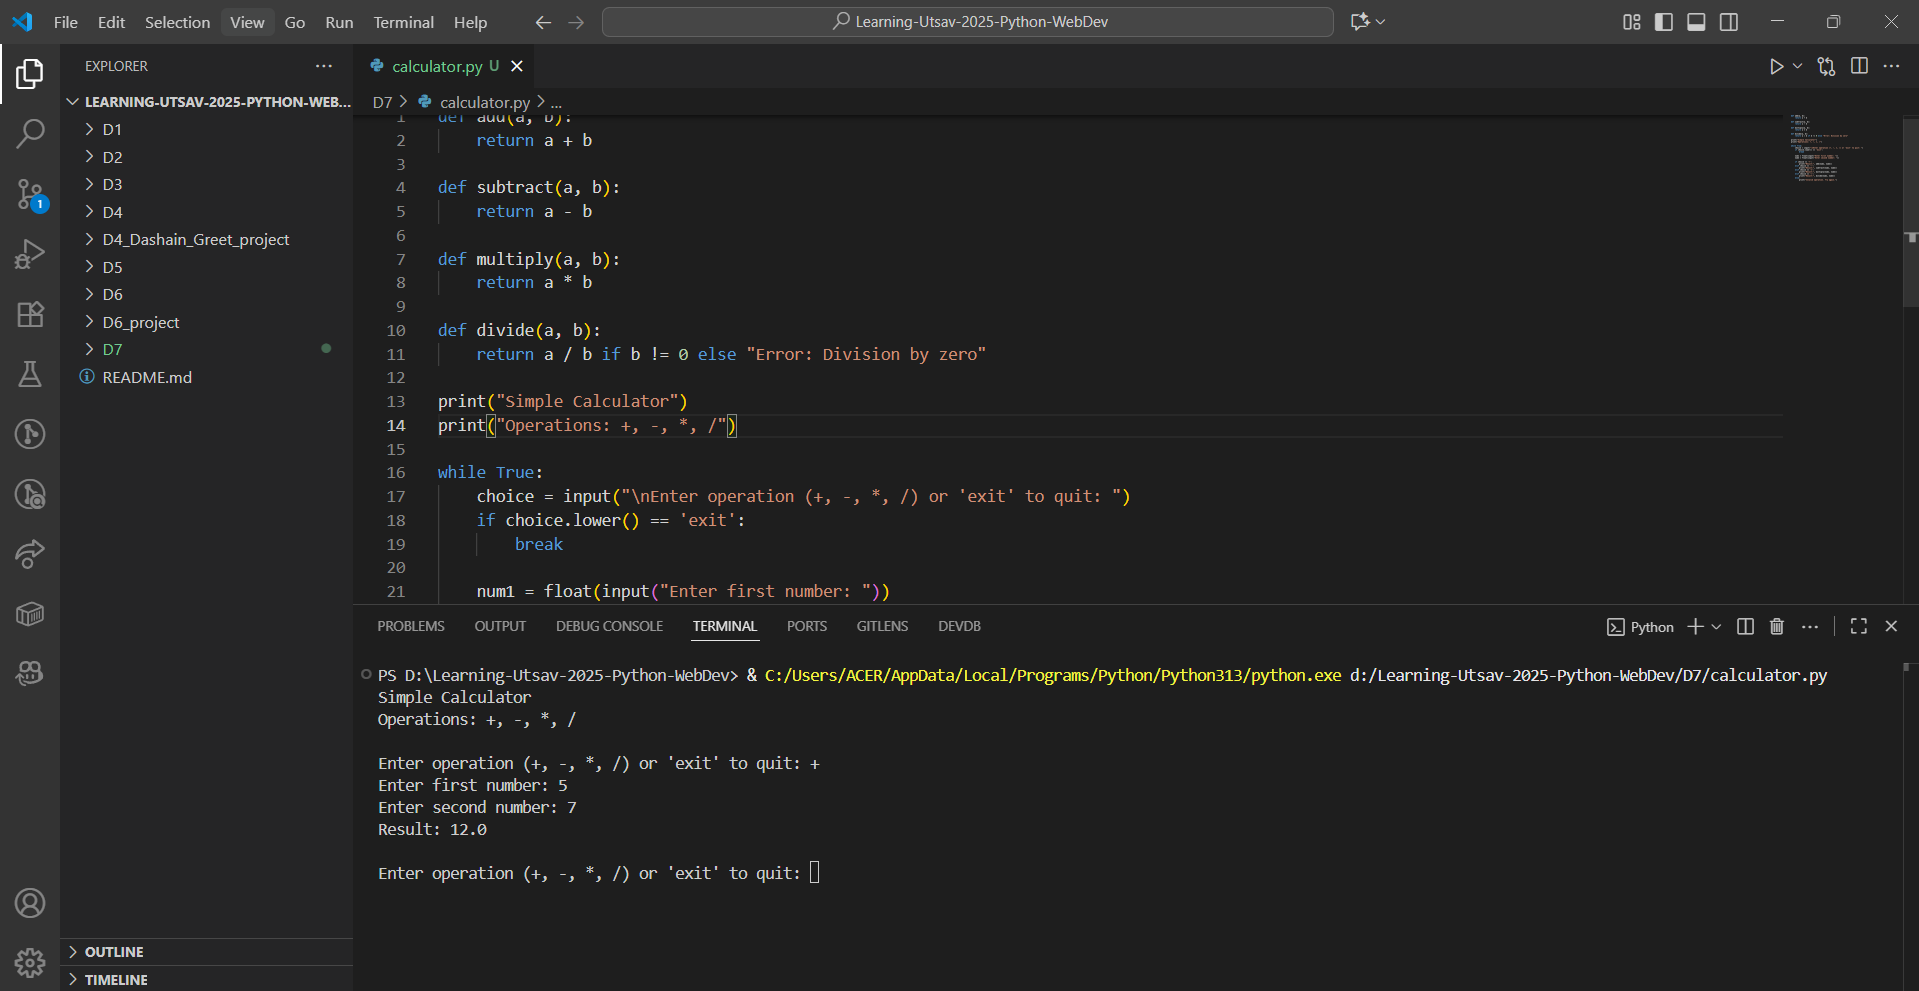 File Edit Selection View Go Run Terminal Help
Learning-Utsav-2025-Python-WebDev
EXPLORER
LEARNING-UTSAV-2025-PYTHON-WEB...
D1
D2
D3
D4
D4_Dashain_Greet_project
D5
D6
D6_project
D7
README.md
OUTLINE
TIMELINE
1
calculator.py U
D7 > calculator.py > ...
1 def add(a, b):
2     return a + b
3
4 def subtract(a, b):
5     return a - b
6
7 def multiply(a, b):
8     return a * b
9
10 def divide(a, b):
11     return a / b if b != 0 else "Error: Division by zero"
12
13 print("Simple Calculator")
14 print("Operations: +, -, *, /")
15
16 while True:
17     choice = input("\nEnter operation (+, -, *, /) or 'exit' to quit: ")
18     if choice.lower() == 'exit':
19         break
20
21     num1 = float(input("Enter first number: "))
PROBLEMS OUTPUT DEBUG CONSOLE TERMINAL PORTS GITLENS DEVDB
Python
PS D:\Learning-Utsav-2025-Python-WebDev> & C:/Users/ACER/AppData/Local/Programs/Python/Python313/python.exe d:/Learning-Utsav-2025-Python-WebDev/D7/calculator.py
Simple Calculator
Operations: +, -, *, /
Enter operation (+, -, *, /) or 'exit' to quit: +
Enter first number: 5
Enter second number: 7
Result: 12.0
Enter operation (+, -, *, /) or 'exit' to quit: